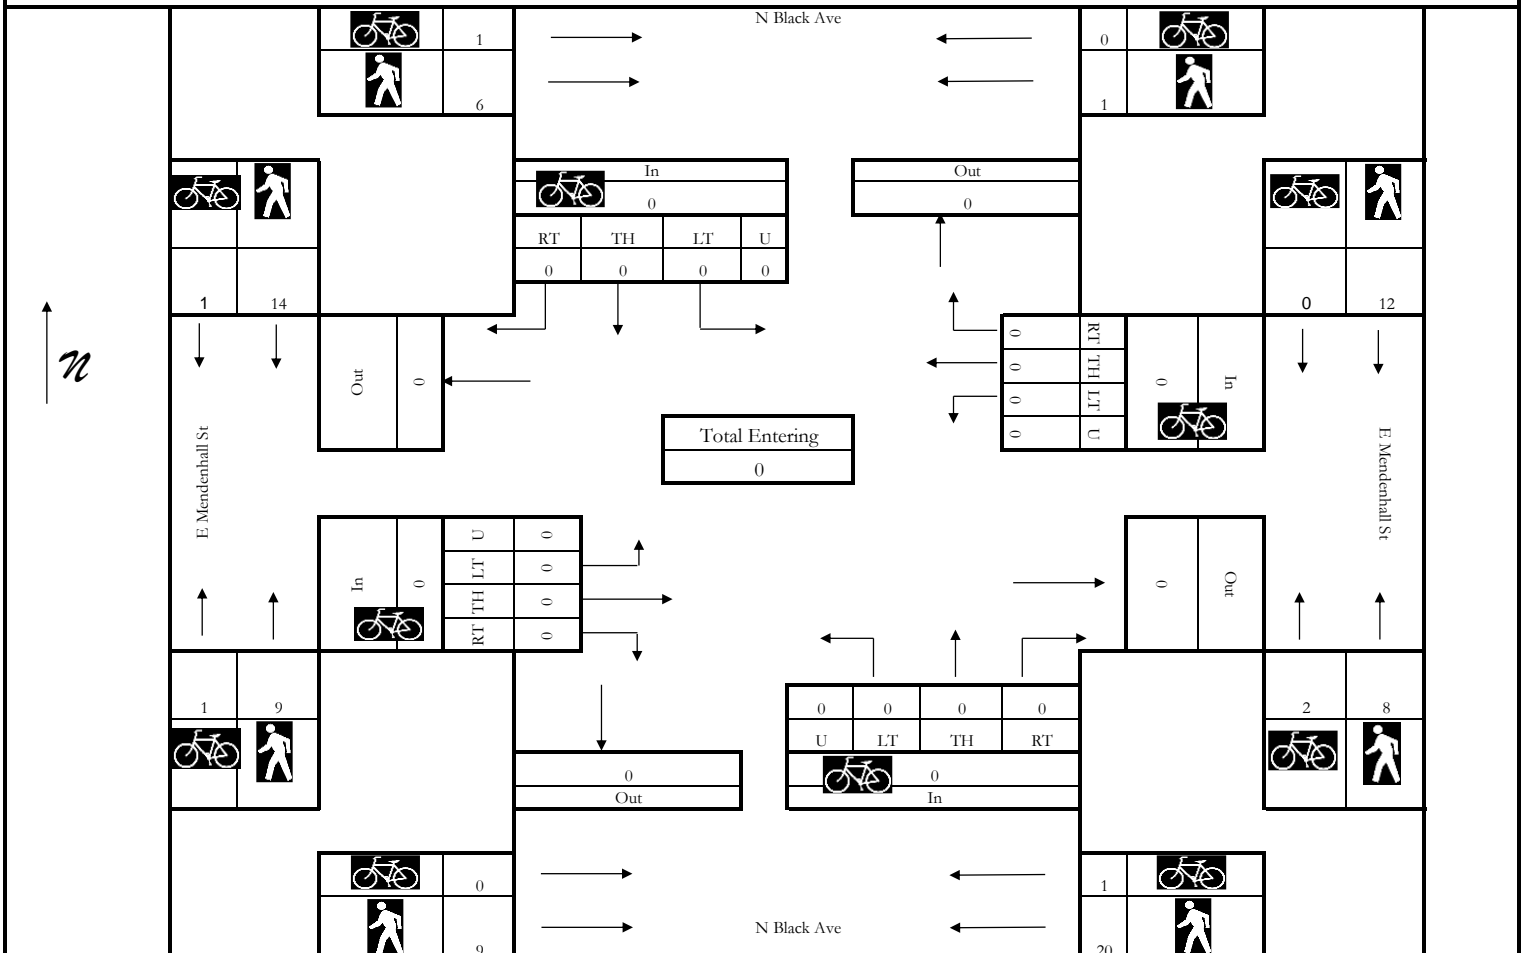 N Black Ave
1
0
6
1
In
0
Out
0
RT TH LT U
0 0 0 0
1 14
0 12
n
Out 0
0 RT
0 TH
0 LT
0 U
0 In
E Mendenhall St
Total Entering
0
E Mendenhall St
In 0
U 0
LT 0
TH 0
RT 0
0 Out
1 9
2 8
0 0 0 0
U LT TH RT
0
Out
0
In
0
1
9
20
N Black Ave